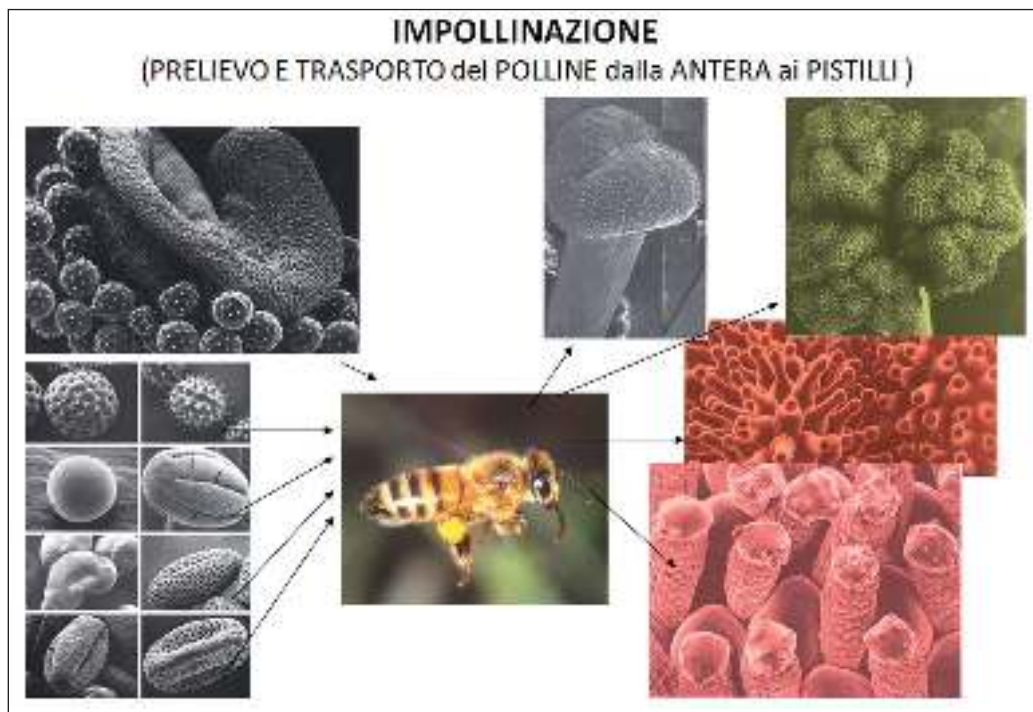 IMPOLLINAZIONE
(PRELIEVO E TRASPORTO del POLLINE dalla ANTERA ai PISTILLI )